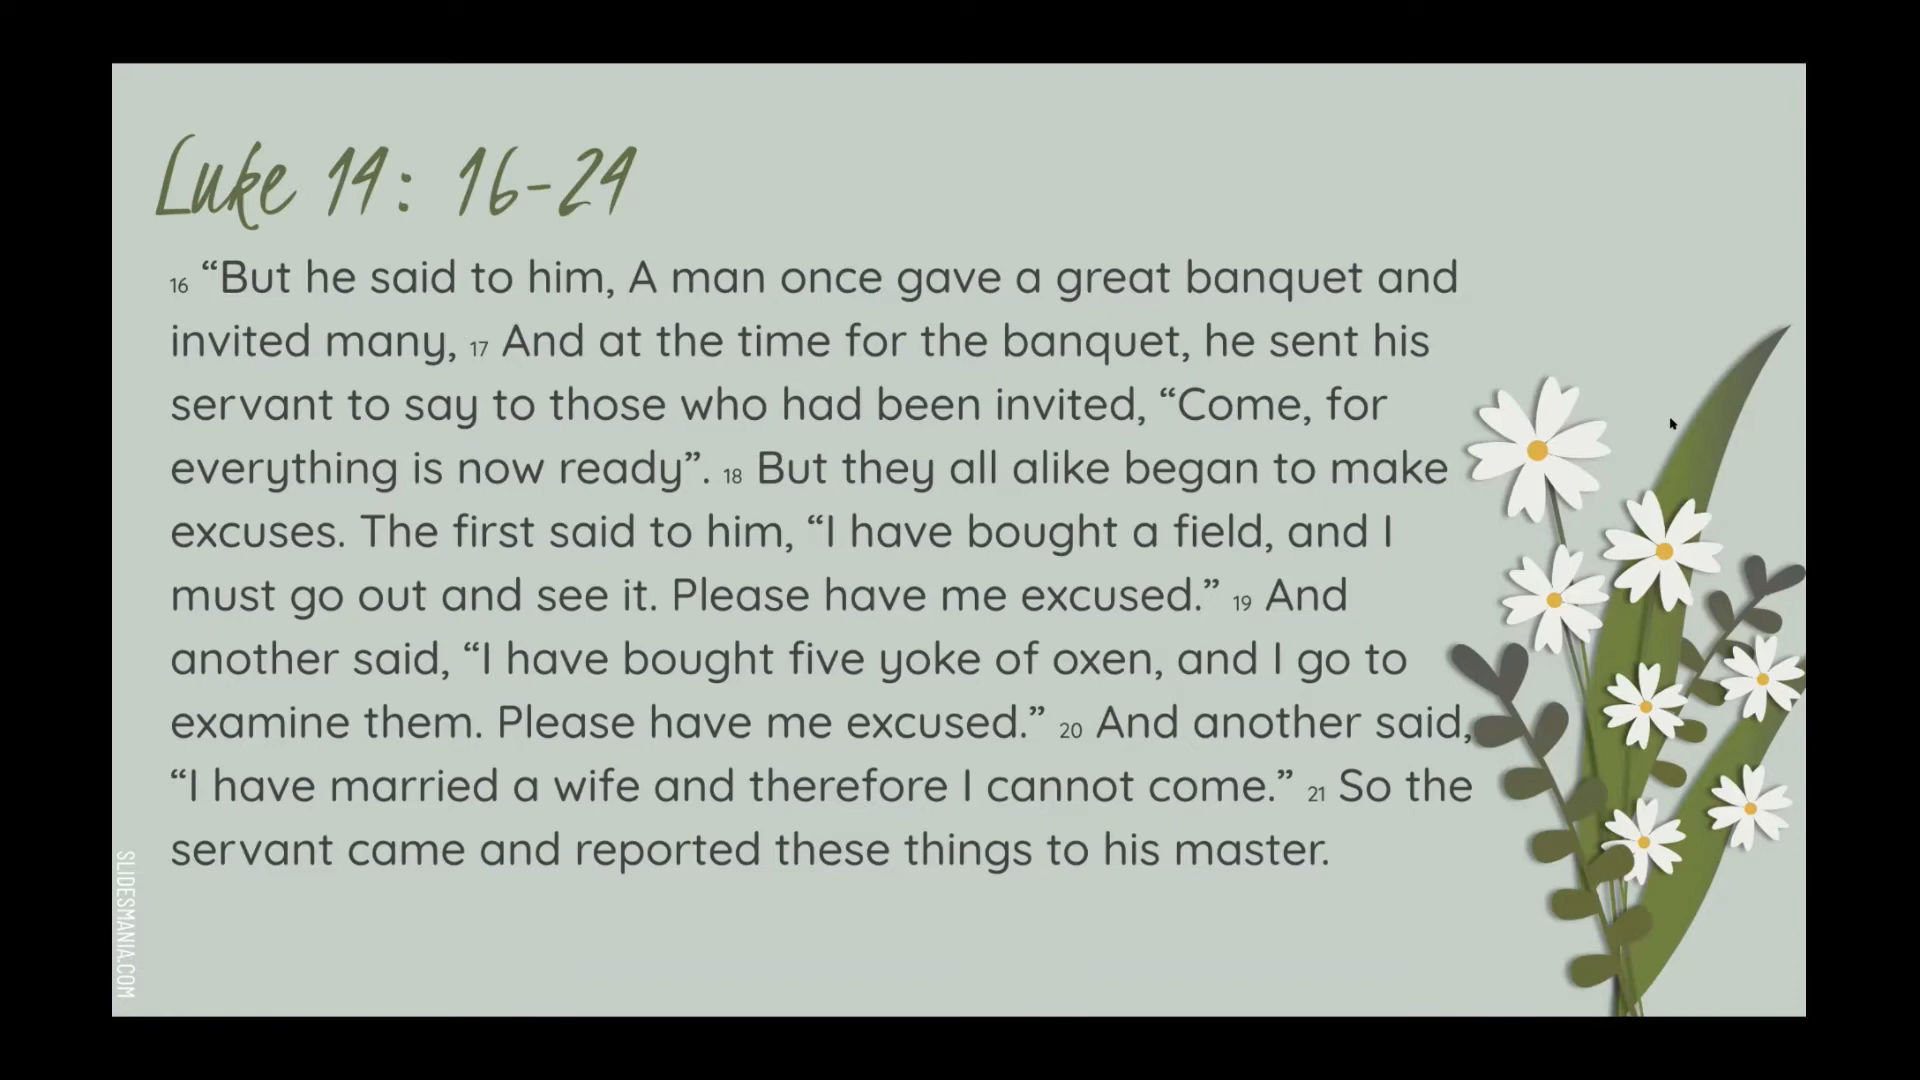 Luke 14: 16-24
16 “But he said to him, A man once gave a great banquet and
invited many, 17 And at the time for the banquet, he sent his
servant to say to those who had been invited, “Come, for
everything is now ready”. 18 But they all alike began to make
excuses. The first said to him, “I have bought a field, and I
must go out and see it. Please have me excused.” 19 And
another said, “I have bought five yoke of oxen, and I go to
examine them. Please have me excused.” 20 And another said,
“I have married a wife and therefore I cannot come.” 21 So the
servant came and reported these things to his master.
SLIDESMANIA.COM